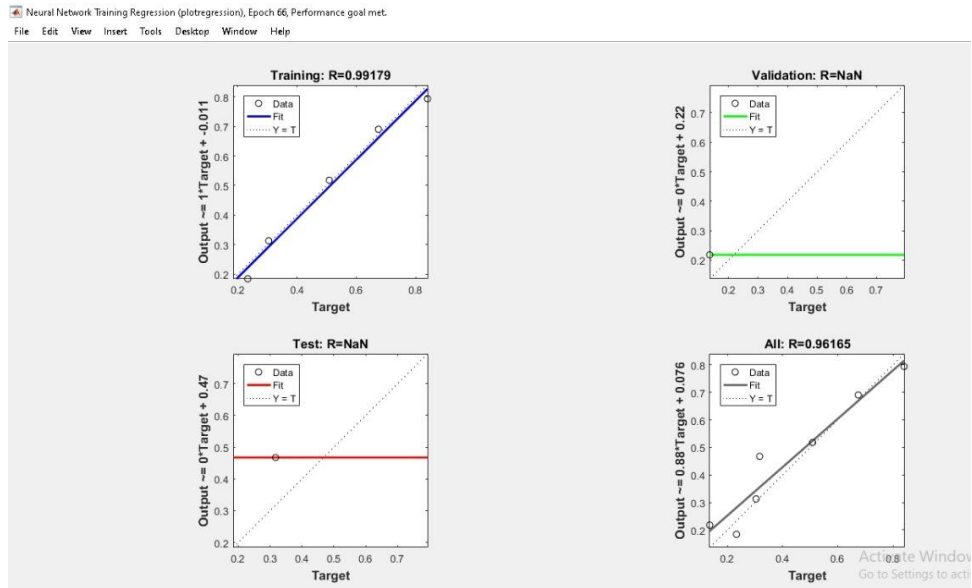 Neural Network Training Regression (plotregression), Epoch 66, Performance goal met.
File Edit View Insert Tools Desktop Window Help
Training: R=0.99179
Output ~= 1*Target + -0.011
0.8
0.7
0.6
0.5
0.4
0.3
0.2
Data
Fit
Y = T
0.2 0.4 0.6 0.8
Target
Validation: R=NaN
Output ~= 0*Target + 0.22
0.7
0.6
0.5
0.4
0.3
0.2
Data
Fit
Y = T
0.2 0.3 0.4 0.5 0.6 0.7
Target
Test: R=NaN
Output ~= 0*Target + 0.47
0.7
0.6
0.5
0.4
0.3
0.2
Data
Fit
Y = T
0.2 0.3 0.4 0.5 0.6 0.7
Target
All: R=0.96165
Output ~= 0.88*Target + 0.076
0.8
0.7
0.6
0.5
0.4
0.3
0.2
Data
Fit
Y = T
0.2 0.4 0.6 0.8
Target
Activate Window
Go to Settings to acti